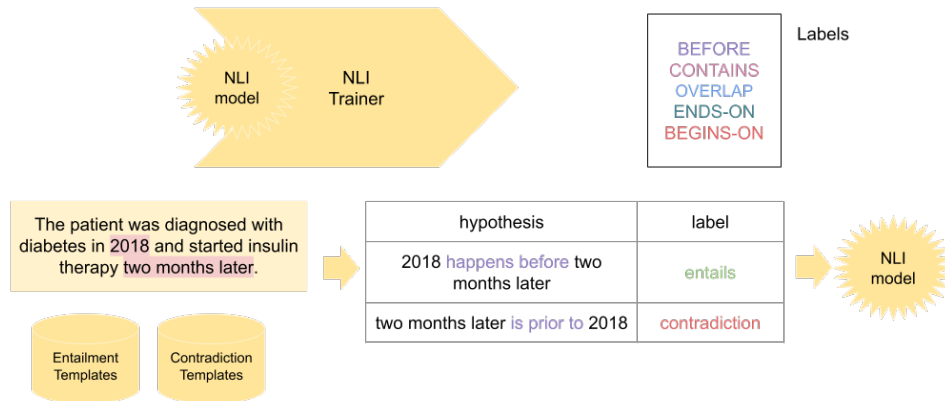 NLI
model
NLI
Trainer
Labels
BEFORE
CONTAINS
OVERLAP
ENDS-ON
BEGINS-ON
The patient was diagnosed with
diabetes in 2018 and started insulin
therapy two months later.
hypothesis
label
2018 happens before two
months later
entails
two months later is prior to 2018
contradiction
NLI
model
Entailment
Templates
Contradiction
Templates